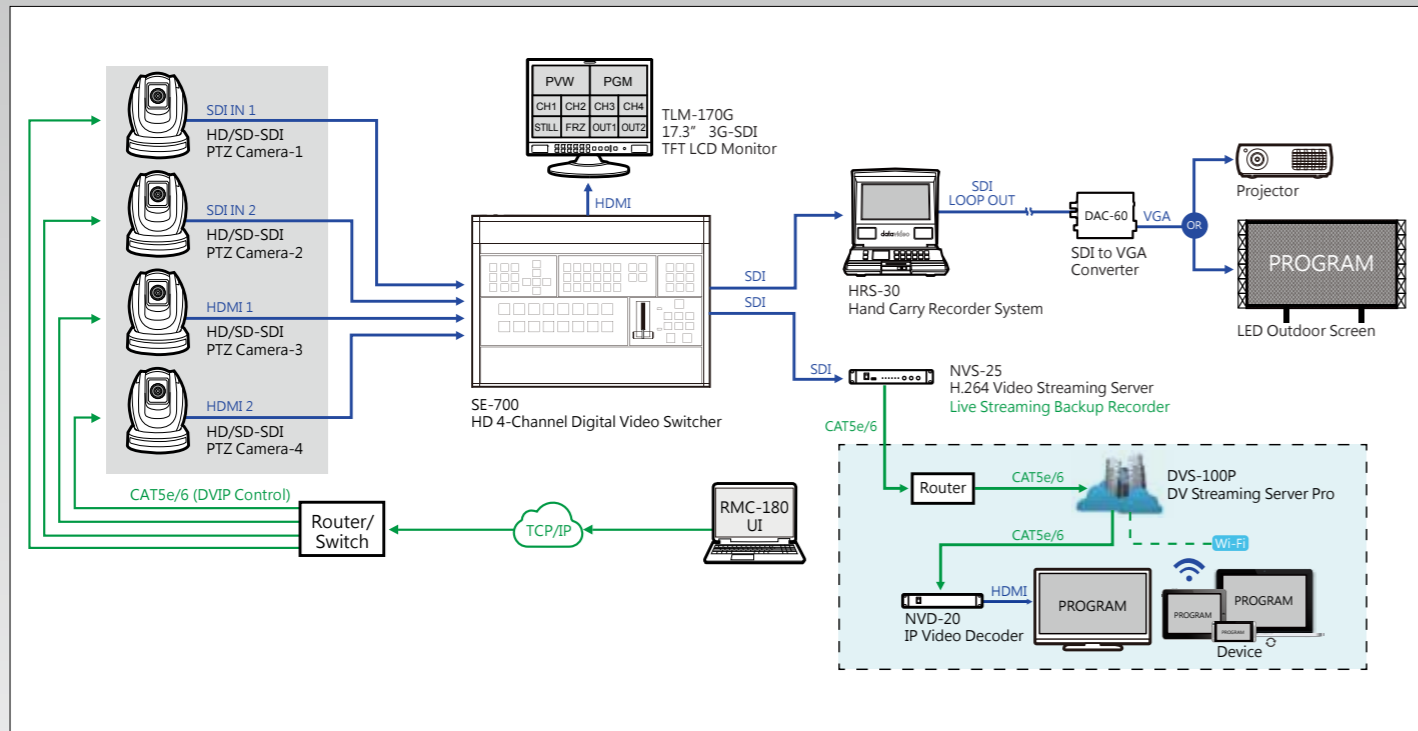 SDI IN 1
HD/SD-SDI
PTZ Camera-1
SDI IN 2
HD/SD-SDI
PTZ Camera-2
HDMI 1
HD/SD-SDI
PTZ Camera-3
HDMI 2
HD/SD-SDI
PTZ Camera-4
CAT5e/6 (DVIP Control)
Router/
Switch
TCP/IP
RMC-180
UI
PVW PGM
CH1 CH2 CH3 CH4
STILL FRZ OUT1 OUT2
TLM-170G
17.3" 3G-SDI
TFT LCD Monitor
HDMI
SE-700
HD 4-Channel Digital Video Switcher
SDI
SDI
SDI
datavideo
HRS-30
Hand Carry Recorder System
SDI
LOOP OUT
DAC-60
SDI to VGA
Converter
VGA
OR
Projector
PROGRAM
LED Outdoor Screen
NVS-25
H.264 Video Streaming Server
Live Streaming Backup Recorder
CAT5e/6
Router
CAT5e/6
DVS-100P
DV Streaming Server Pro
CAT5e/6
Wi-Fi
NVD-20
IP Video Decoder
HDMI
PROGRAM
PROGRAM
PROGRAM
PROGRAM
Device